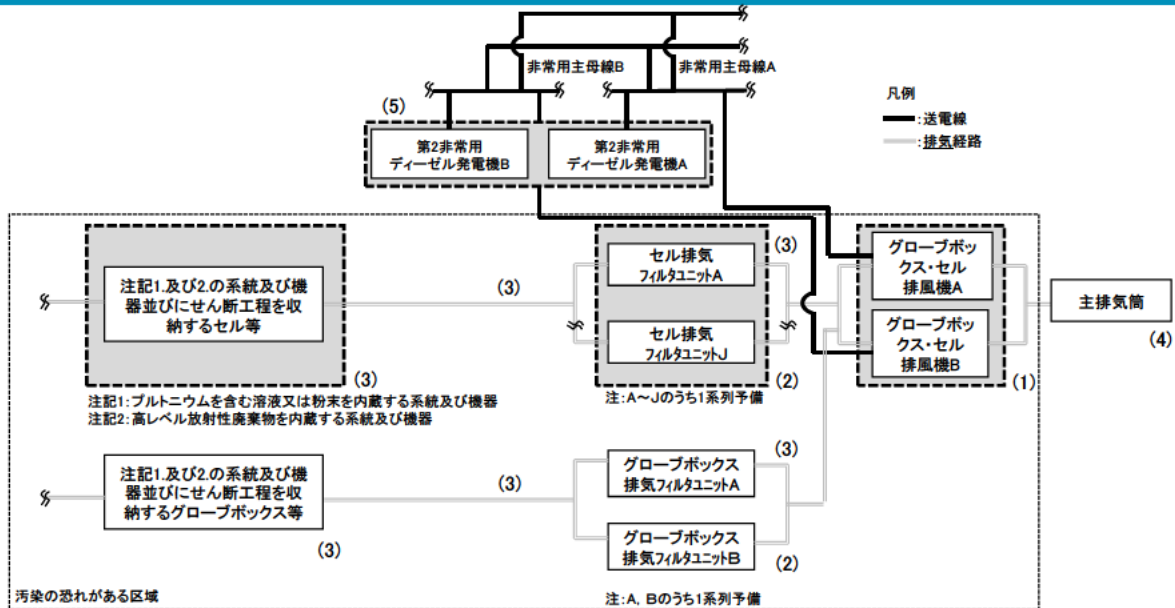 非常用主母線B
非常用主母線A
凡例
:送電線
:排気経路
(5)
第2非常用
ディーゼル発電機B
第2非常用
ディーゼル発電機A
注記1.及び2.の系統及び機
器並びにせん断工程を収
納するセル等
(3)
(3)
セル排気
フィルタユニットA
(3)
セル排気
フィルタユニットJ
(2)
注:A~Jのうち1系列予備
グローブボッ
クス・セル
排風機A
グローブボッ
クス・セル
排風機B
(1)
主排気筒
(4)
注記1:プルトニウムを含む溶液又は粉末を内蔵する系統及び機器
注記2:高レベル放射性廃棄物を内蔵する系統及び機器
注記1.及び2.の系統及び機
器並びにせん断工程を収
納するグローブボックス等
(3)
(3)
グローブボックス
排気フィルタユニットA
(3)
グローブボックス
排気フィルタユニットB
(2)
注:A, Bのうち1系列予備
汚染の恐れがある区域